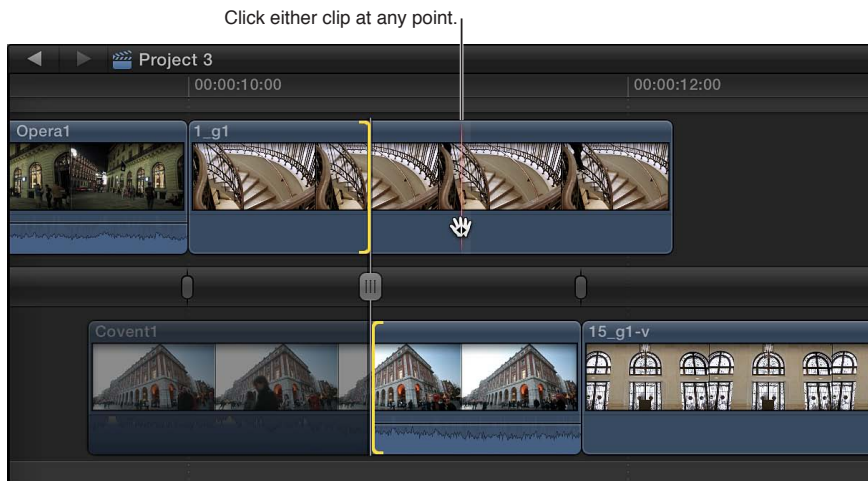 Click either clip at any point.
Project 3
00:00:10:00
00:00:12:00
Opera1
1_g1
Covent1
15_g1-v